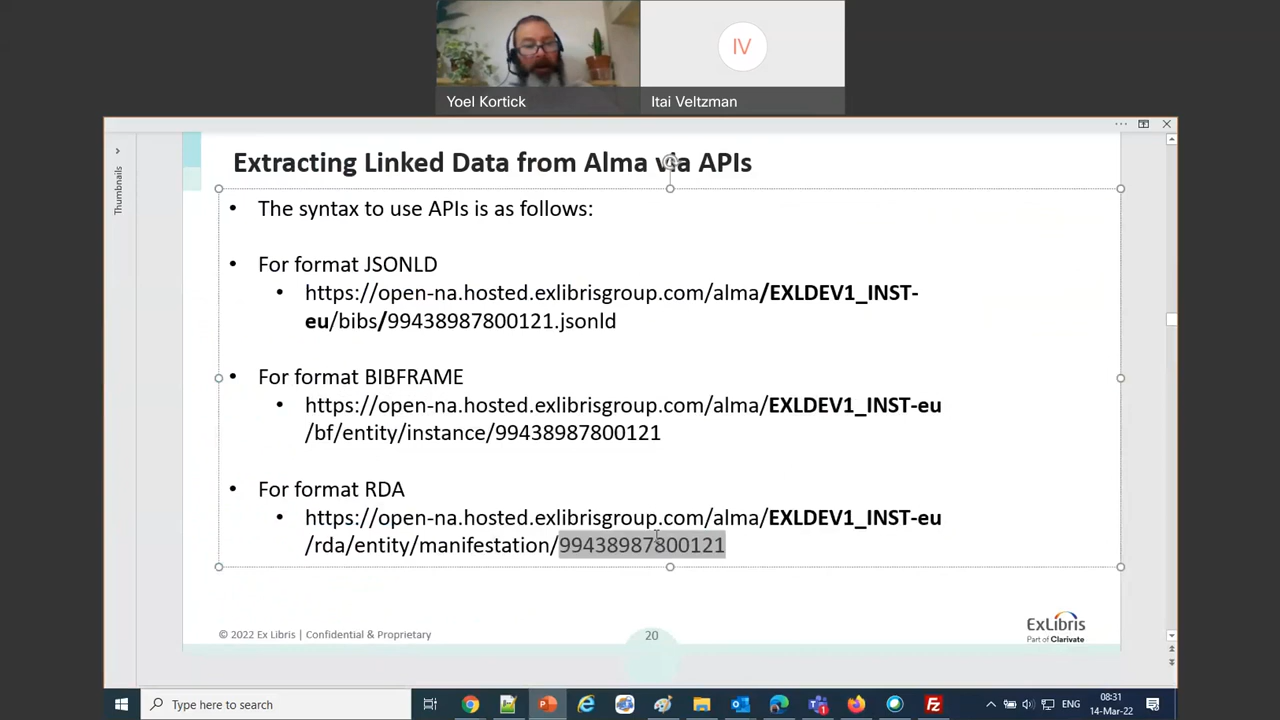 IV
Yoel Kortick
Itai Veltzman
Thumbnails
Extracting Linked Data from Alma via APIs
• The syntax to use APIs is as follows:
• For format JSONLD
• https://open-na.hosted.exlibrisgroup.com/alma/EXLDEV1_INST-
eu/bibs/99438987800121.jsonld
• For format BIBFRAME
• https://open-na.hosted.exlibrisgroup.com/alma/EXLDEV1_INST-eu
/bf/entity/instance/99438987800121
• For format RDA
• https://open-na.hosted.exlibrisgroup.com/alma/EXLDEV1_INST-eu
/rda/entity/manifestation/99438987800121
© 2022 Ex Libris | Confidential & Proprietary
20
ExLibris
Part of Clarivate
Type here to search
ENG
08:31
14-Mar-22